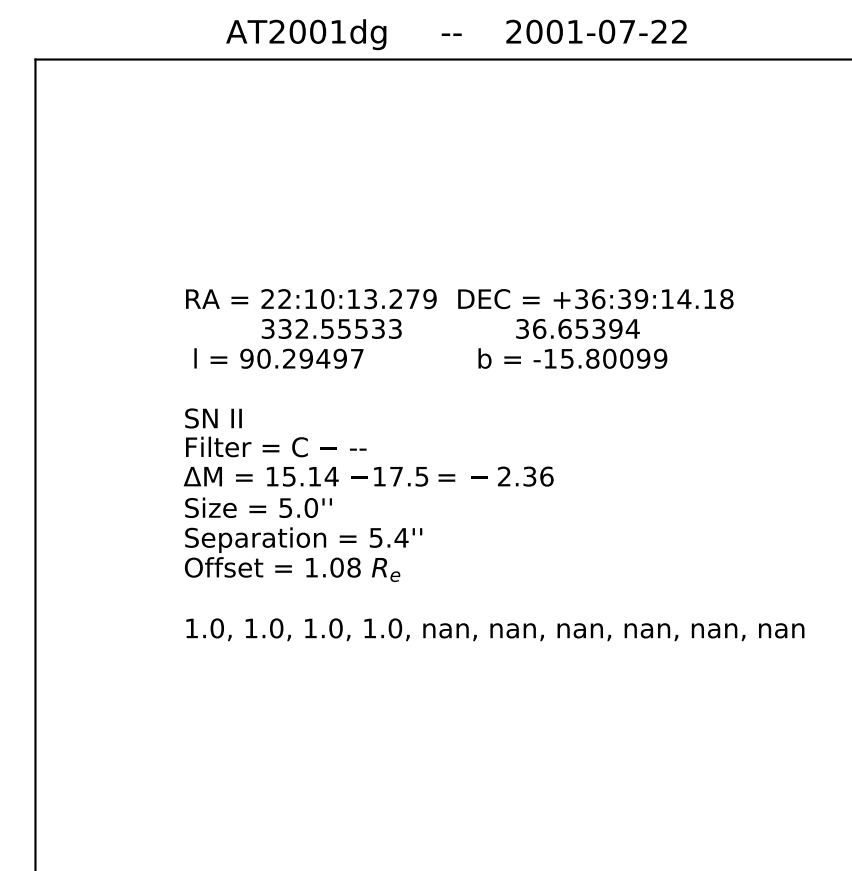 AT2001dg -- 2001-07-22
RA = 22:10:13.279 DEC = +36:39:14.18
332.55533 36.65394
l = 90.29497 b = -15.80099
SN II
Filter = C − --
ΔM = 15.14 −17.5 = − 2.36
Size = 5.0''
Separation = 5.4''
Offset = 1.08 Re
1.0, 1.0, 1.0, 1.0, nan, nan, nan, nan, nan, nan